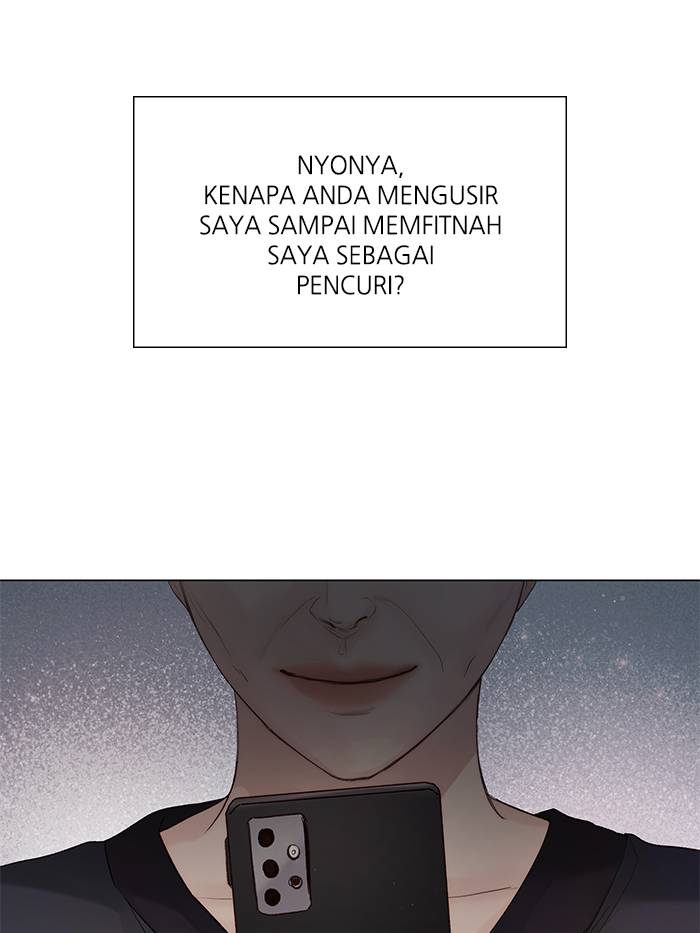 NYONYA,
KENAPA ANDA MENGUSIR
SAYA SAMPAI MEMFITNAH
SAYA SEBAGAI
PENCURI?